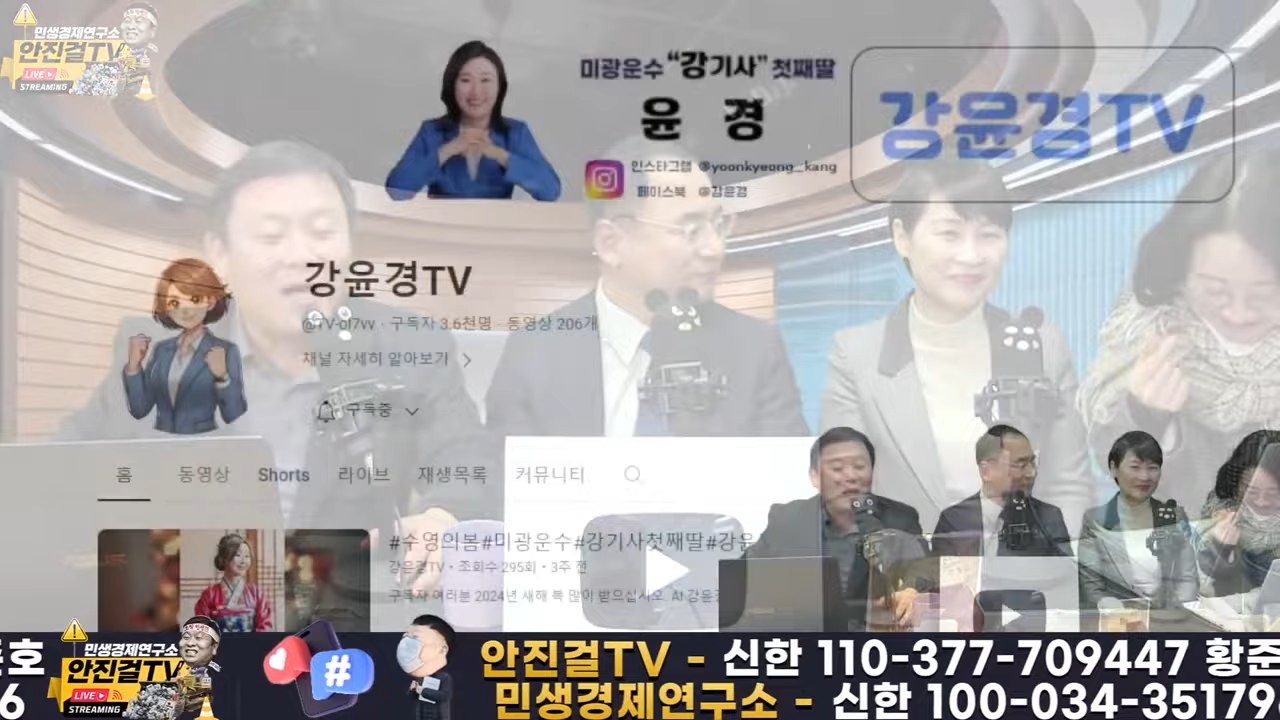 민생경제연구소
안진걸TV
LIVE
STREAMING
미광운수 "강기사" 첫째딸
윤 경
인스타그램 @yoonkyeong_kang
페이스북 @강윤경
강윤경TV
강윤경TV
@TV-of7vv · 구독자 3.6천명 · 동영상 206개
채널 자세히 알아보기
구독중
홈 동영상 Shorts 라이브 재생목록 커뮤니티
#수영의봄#미광운수#강기사첫째딸#강윤
강윤경TV · 조회수 295회 · 3주 전
구독자 여러분 2024년 새해 복 많이 받으십시오. AI 강윤경
호
6
민생경제연구소
안진걸TV
LIVE
STREAMING
#
안진걸TV - 신한 110-377-709447 황준
민생경제연구소 - 신한 100-034-35179